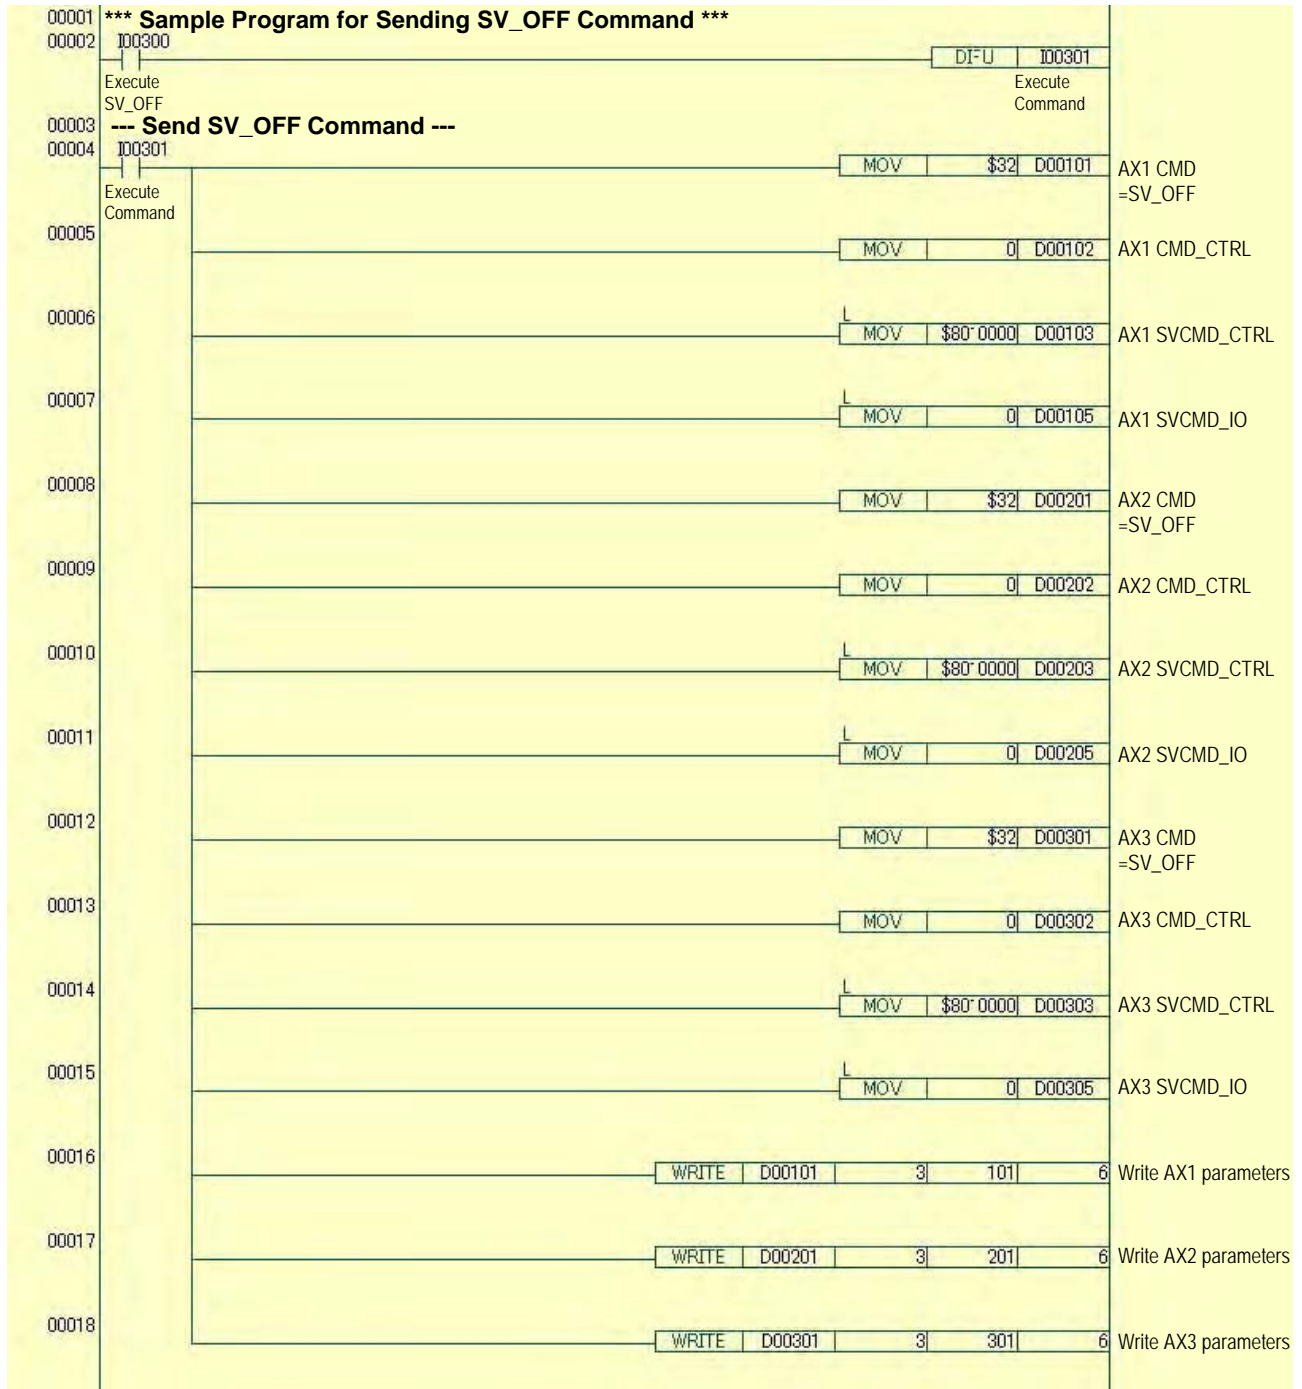 00001 *** Sample Program for Sending SV_OFF Command ***
00002 I00300
DIFU I00301
Execute
SV_OFF
Execute
Command
00003 --- Send SV_OFF Command ---
00004 I00301
MOV $32 D00101 AX1 CMD
=SV_OFF
Execute
Command
00005
MOV 0 D00102 AX1 CMD_CTRL
00006
L
MOV D00103 AX1 SVCMD_CTRL
00007
L
MOV 0 D00105 AX1 SVCMD_IO
00008
MOV $32 D00201 AX2 CMD
=SV_OFF
00009
MOV 0 D00202 AX2 CMD_CTRL
00010
L
MOV D00203 AX2 SVCMD_CTRL
00011
L
MOV 0 D00205 AX2 SVCMD_IO
00012
MOV $32 D00301 AX3 CMD
=SV_OFF
00013
MOV 0 D00302 AX3 CMD_CTRL
00014
L
MOV D00303 AX3 SVCMD_CTRL
00015
L
MOV 0 D00305 AX3 SVCMD_IO
00016
WRITE D00101 3 101 6 Write AX1 parameters
00017
WRITE D00201 3 201 6 Write AX2 parameters
00018
WRITE D00301 3 301 6 Write AX3 parameters